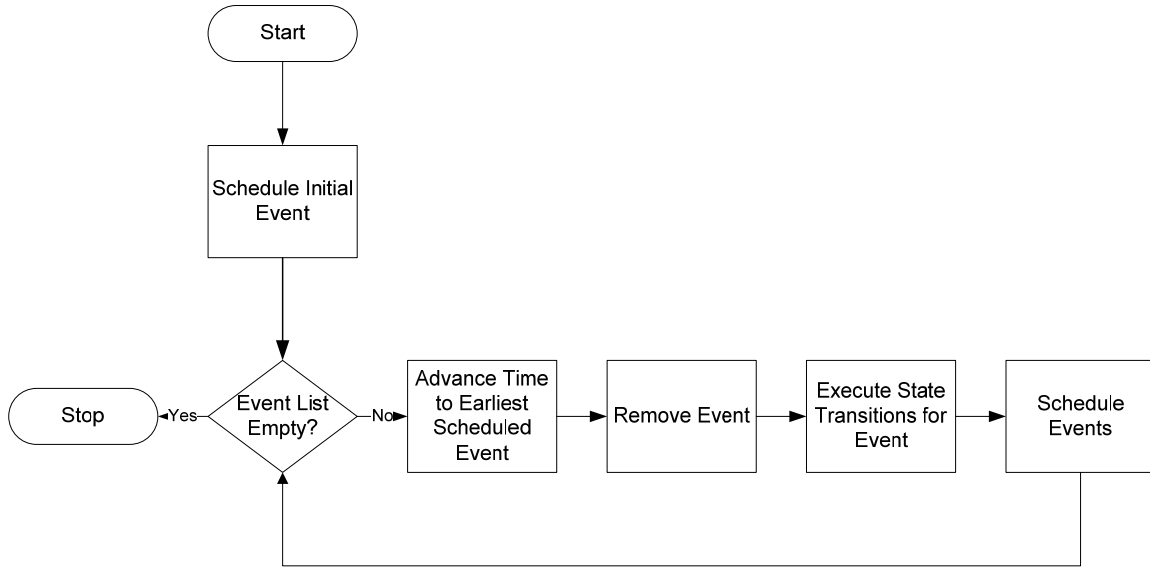 Start
Schedule Initial
Event
Stop
Yes
Event List
Empty?
No
Advance Time
to Earliest
Scheduled
Event
Remove Event
Execute State
Transitions for
Event
Schedule
Events